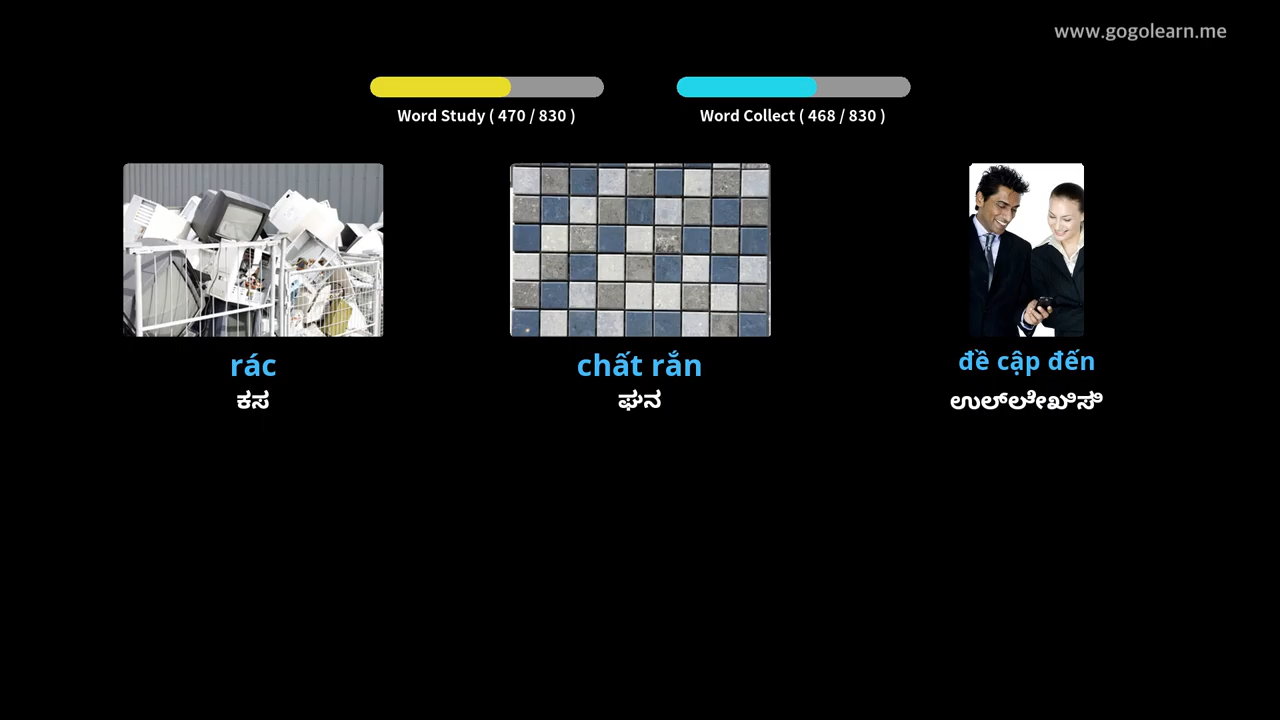 www.gogolearn.me
Word Study ( 470 / 830 )
Word Collect ( 468 / 830 )
rác
chất rắn
đề cập đến
ಕಸ
ಘನ
ಉಲ್ಲೇಖಿಸಿ